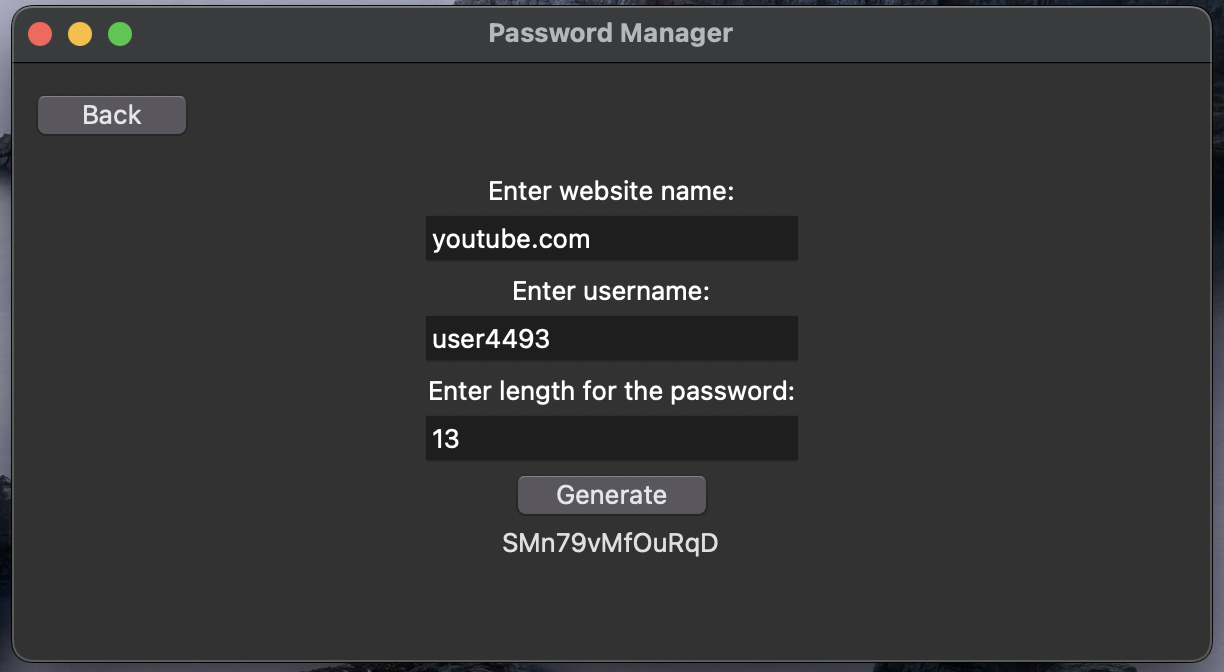 Password Manager
Back
Enter website name:
youtube.com
Enter username:
user4493
Enter length for the password:
13
Generate
SMn79vMfOuRqD